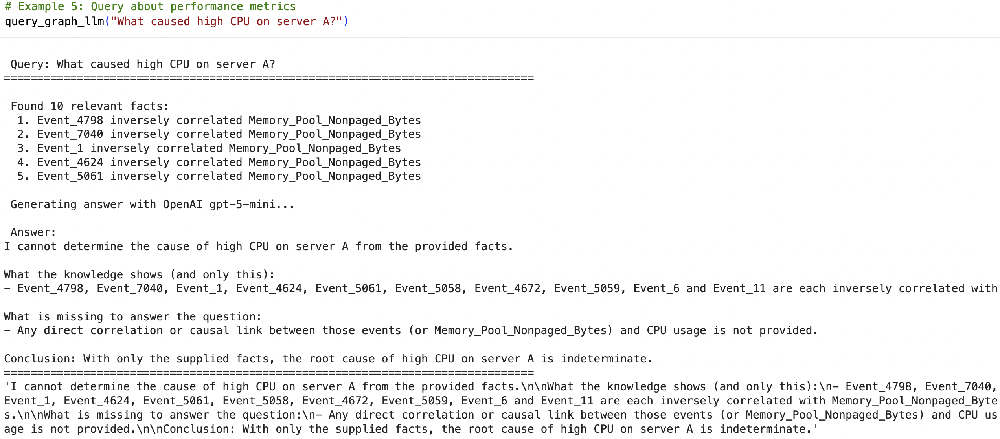 # Example 5: Query about performance metrics
query_graph_llm("What caused high CPU on server A?")
Query: What caused high CPU on server A?
================================================================================
Found 10 relevant facts:
1. Event_4798 inversely correlated Memory_Pool_Nonpaged_Bytes
2. Event_7040 inversely correlated Memory_Pool_Nonpaged_Bytes
3. Event_1 inversely correlated Memory_Pool_Nonpaged_Bytes
4. Event_4624 inversely correlated Memory_Pool_Nonpaged_Bytes
5. Event_5061 inversely correlated Memory_Pool_Nonpaged_Bytes
Generating answer with OpenAI gpt-5-mini...
Answer:
I cannot determine the cause of high CPU on server A from the provided facts.
What the knowledge shows (and only this):
- Event_4798, Event_7040, Event_1, Event_4624, Event_5061, Event_5058, Event_4672, Event_5059, Event_6 and Event_11 are each inversely correlated with
What is missing to answer the question:
- Any direct correlation or causal link between those events (or Memory_Pool_Nonpaged_Bytes) and CPU usage is not provided.
Conclusion: With only the supplied facts, the root cause of high CPU on server A is indeterminate.
================================================================================
'I cannot determine the cause of high CPU on server A from the provided facts.\n\nWhat the knowledge shows (and only this):\n- Event_4798, Event_7040,
Event_1, Event_4624, Event_5061, Event_5058, Event_4672, Event_5059, Event_6 and Event_11 are each inversely correlated with Memory_Pool_Nonpaged_Byte
s.\n\nWhat is missing to answer the question:\n- Any direct correlation or causal link between those events (or Memory_Pool_Nonpaged_Bytes) and CPU us
age is not provided.\n\nConclusion: With only the supplied facts, the root cause of high CPU on server A is indeterminate.'